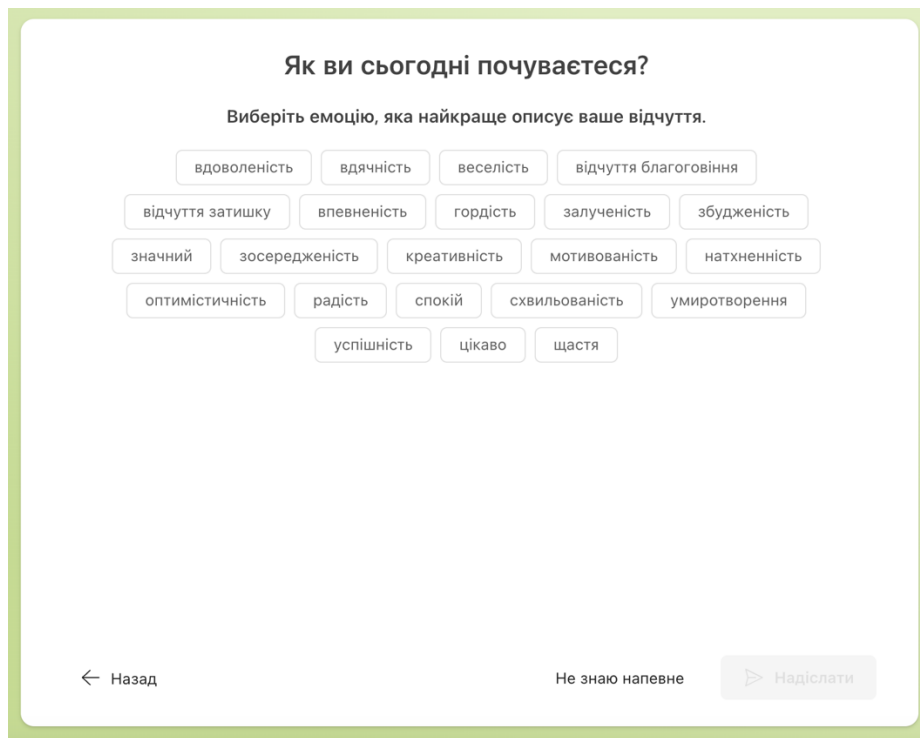 Як ви сьогодні почуваєтеся?
Виберіть емоцію, яка найкраще описує ваше відчуття.
вдоволеність вдячність веселість відчуття благоговіння
відчуття затишку впевненість гордість залученість збудженість
значний зосередженість креативність мотивованість натхненність
оптимістичність радість спокій схвильованість умиротворення
успішність цікаво щастя
Назад Не знаю напевне Надіслати